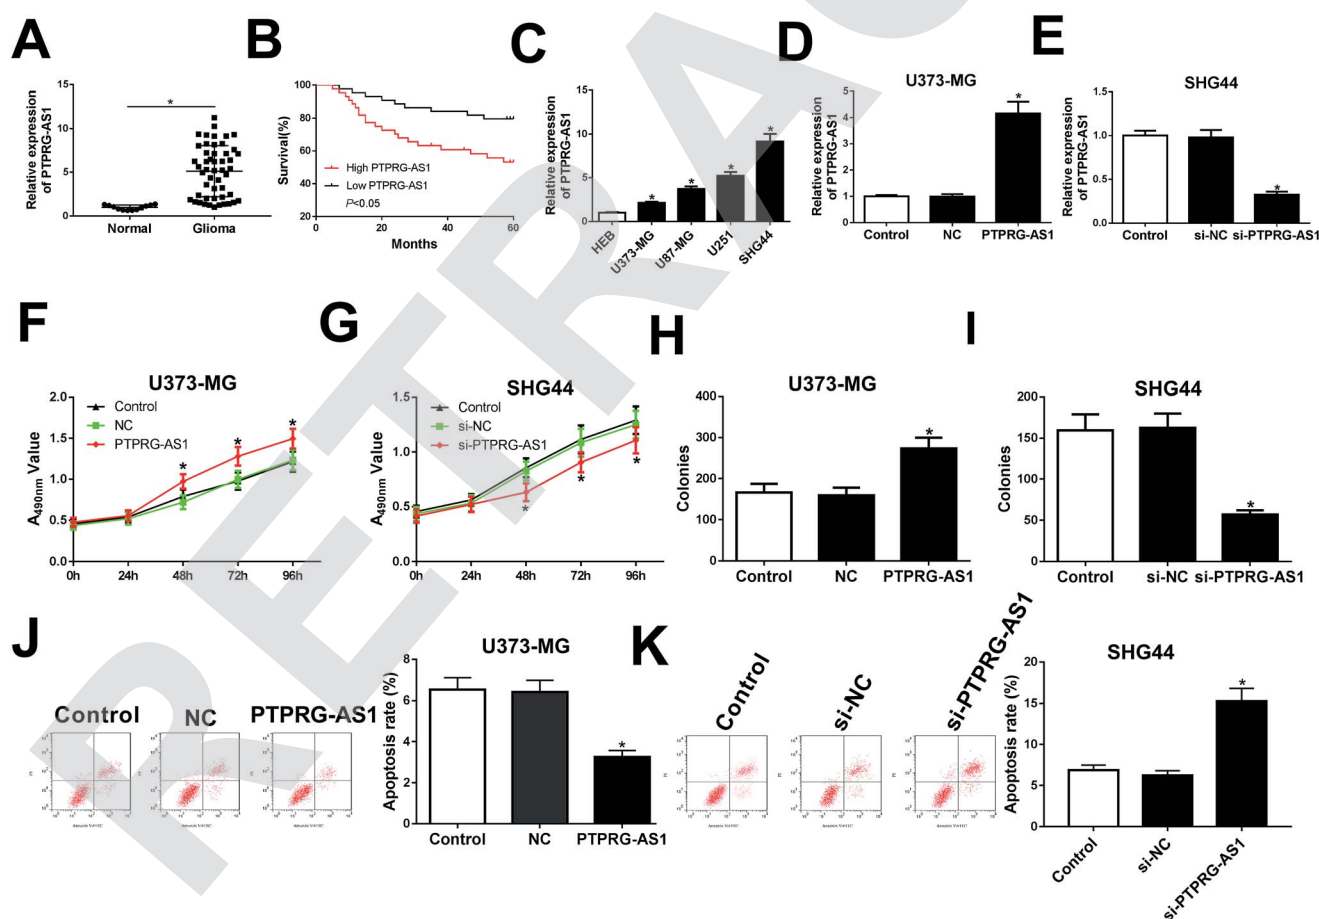 A
Relative expression
of PTPRG-AS1
15
10
5
0
*
Normal
Glioma
B
Survival(%)
100
80
60
40
20
High PTPRG-AS1
Low PTPRG-AS1
P<0.05
0
20
40
60
Months
C
Relative expression
of PTPRG-AS1
15
10
5
0
*
*
*
*
HEB
U373-MG
U87-MG
U251
SHG44
D
U373-MG
Relative expression
of PTPRG-AS1
5
4
3
2
1
0
*
Control
NC
PTPRG-AS1
E
SHG44
Relative expression
of PTPRG-AS1
1.5
1.0
0.5
0.0
*
Control
si-NC
si-PTPRG-AS1
F
U373-MG
A490nm Value
2.0
1.5
1.0
0.5
0.0
Control
NC
PTPRG-AS1
*
*
*
0h
24h
48h
72h
96h
G
SHG44
A490nm Value
1.5
1.0
0.5
0.0
Control
si-NC
si-PTPRG-AS1
*
*
*
0h
24h
48h
72h
96h
H
U373-MG
Colonies
400
300
200
100
0
*
Control
NC
PTPRG-AS1
I
SHG44
Colonies
200
150
100
50
0
*
Control
si-NC
si-PTPRG-AS1
J
Control
NC
PTPRG-AS1
U373-MG
Apoptosis rate (%)
8
6
4
2
0
*
Control
NC
PTPRG-AS1
K
Control
si-NC
si-PTPRG-AS1
SHG44
Apoptosis rate (%)
20
15
10
5
0
*
Control
si-NC
si-PTPRG-AS1
RETRAC